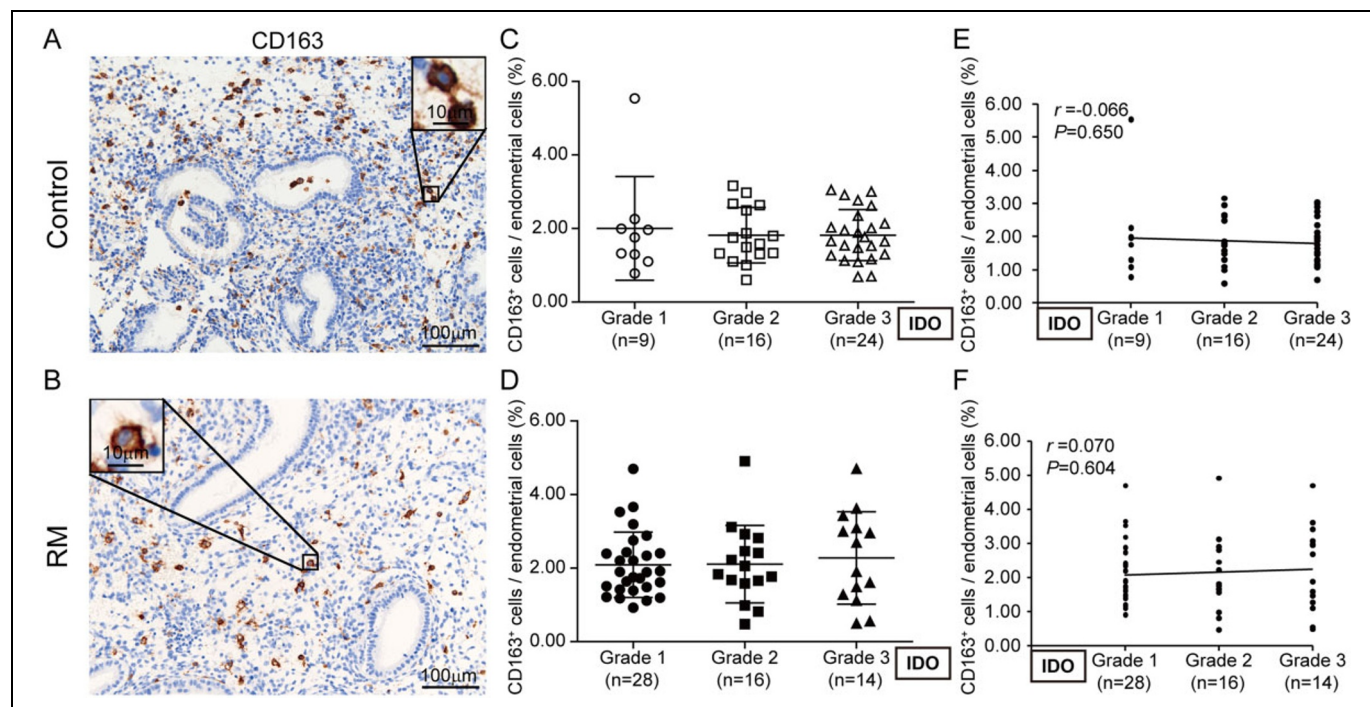 A
CD163
Control
10μm
100μm
B
RM
10μm
100μm
C
CD163⁺ cells / endometrial cells (%)
6.00
4.00
2.00
0.00
Grade 1 Grade 2 Grade 3
(n=9) (n=16) (n=24)
IDO
D
CD163⁺ cells / endometrial cells (%)
6.00
4.00
2.00
0.00
Grade 1 Grade 2 Grade 3
(n=28) (n=16) (n=14)
IDO
E
CD163⁺ cells / endometrial cells (%)
r =-0.066
P=0.650
6.00
5.00
4.00
3.00
2.00
1.00
0.00
IDO
Grade 1 Grade 2 Grade 3
(n=9) (n=16) (n=24)
F
CD163⁺ cells / endometrial cells (%)
r =0.070
P=0.604
6.00
5.00
4.00
3.00
2.00
1.00
0.00
IDO
Grade 1 Grade 2 Grade 3
(n=28) (n=16) (n=14)